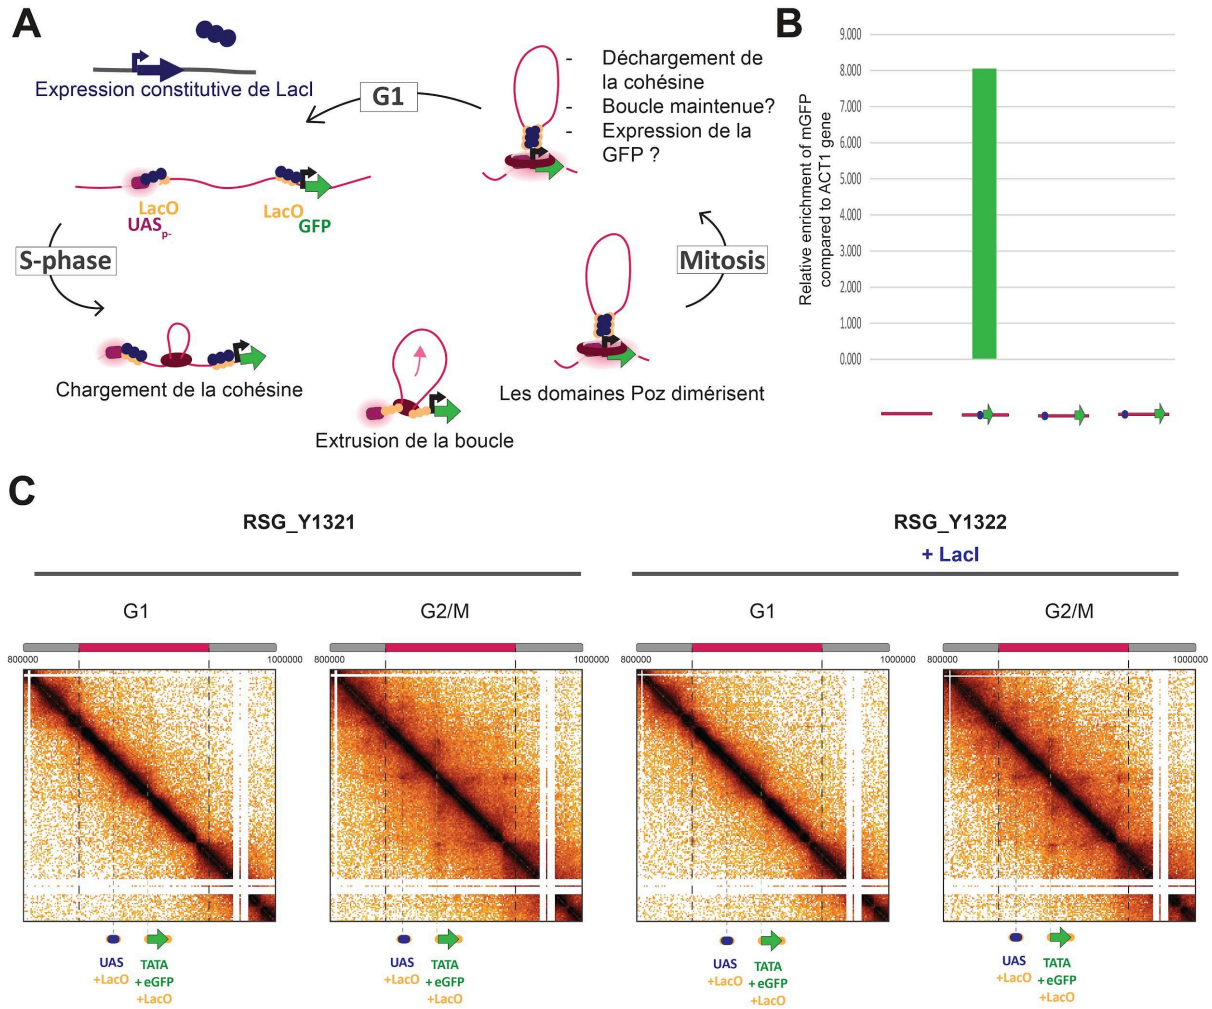 A
Expression constitutive de LacI
G1
- Déchargement de
la cohésine
- Boucle maintenue?
- Expression de la
GFP ?
LacO
UASp-
LacO
GFP
S-phase
Mitosis
Chargement de la cohésine
Extrusion de la boucle
Les domaines Poz dimérisent
B
Relative enrichment of mGFP
compared to ACT1 gene
9.000
8.000
7.000
6.000
5.000
4.000
3.000
2.000
1.000
0.000
C
RSG_Y1321
RSG_Y1322
+ LacI
G1
G2/M
G1
G2/M
800000 1000000
800000 1000000
800000 1000000
800000 1000000
UAS
+LacO
TATA
+ eGFP
+LacO
UAS
+LacO
TATA
+ eGFP
+LacO
UAS
+LacO
TATA
+ eGFP
+LacO
UAS
+LacO
TATA
+ eGFP
+LacO